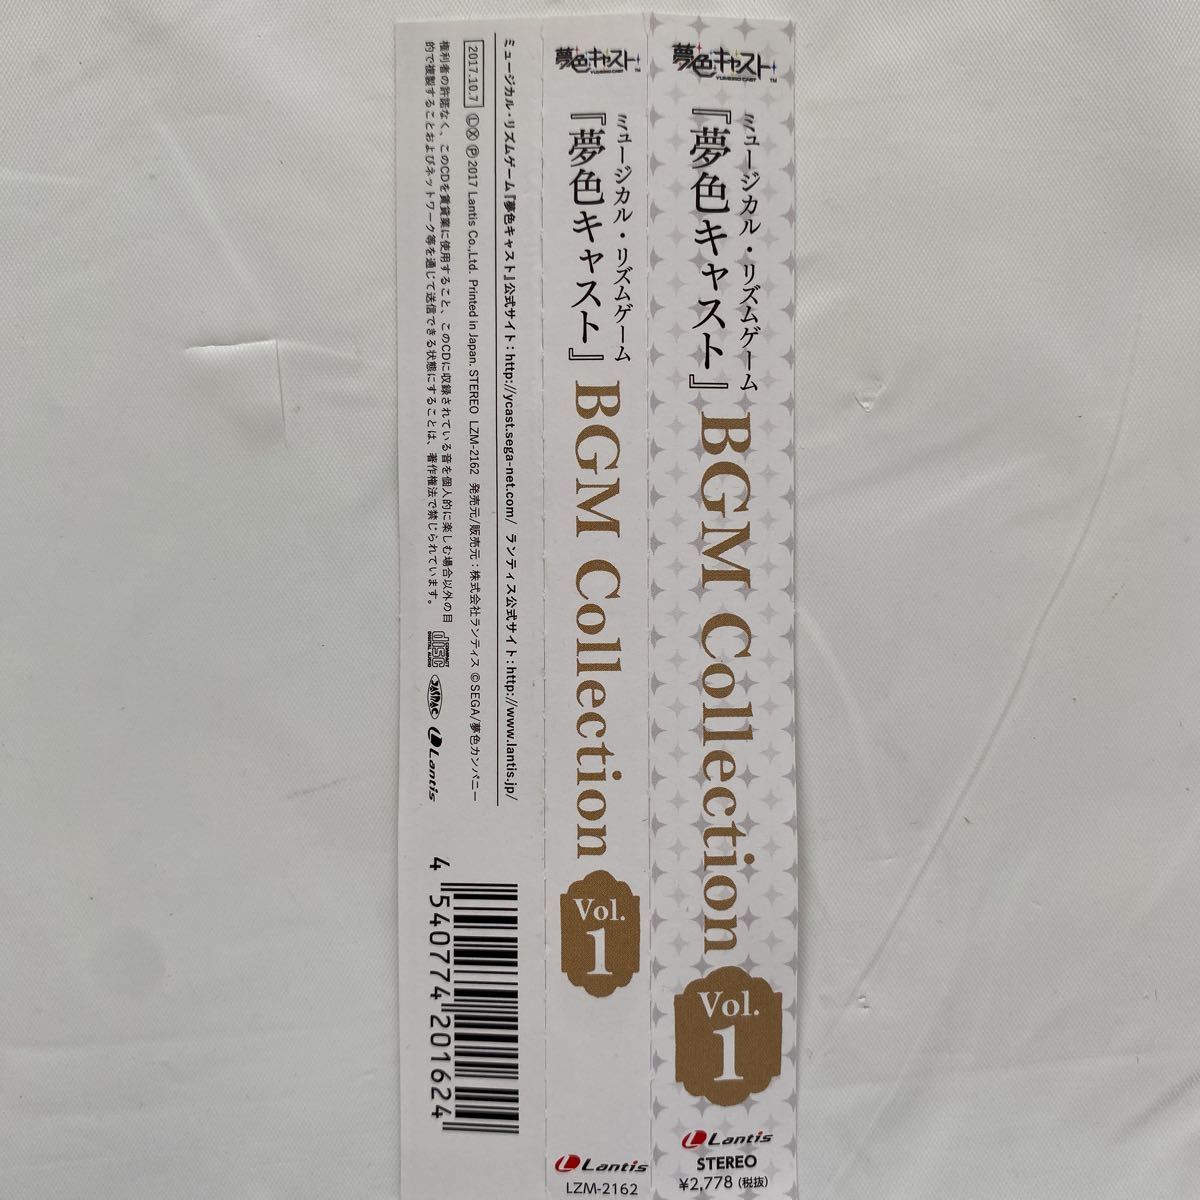 夢色キャスト™
YUMEIRO CAST
ミュージカル・リズムゲーム
『夢色キャスト』
BGM Collection
Vol.
1
Lantis
STEREO
¥2,778 (税抜)
夢色キャスト™
YUMEIRO CAST
ミュージカル・リズムゲーム
『夢色キャスト』
BGM Collection
Vol.
1
Lantis
LZM-2162
ミュージカル・リズムゲーム『夢色キャスト』公式サイト：http://ycast.sega-net.com/ ランティス公式サイト：http://www.lantis.jp/
2017.10.7 Ⓛ Ⓧ Ⓟ 2017 Lantis Co.,Ltd. Printed in Japan. STEREO LZM-2162 発売元/販売元：株式会社ランティス ©SEGA/夢色カンパニー
権利者の許諾なく、このCDを賃貸業に使用すること、このCDに収録されている音を個人的に楽しむ場合以外の目
的で複製することおよびネットワーク等を通じて送信できる状態にすることは、著作権法で禁じられています。
COMPACT
disc
DIGITAL AUDIO
JASRAC
Lantis
4 540774 201624